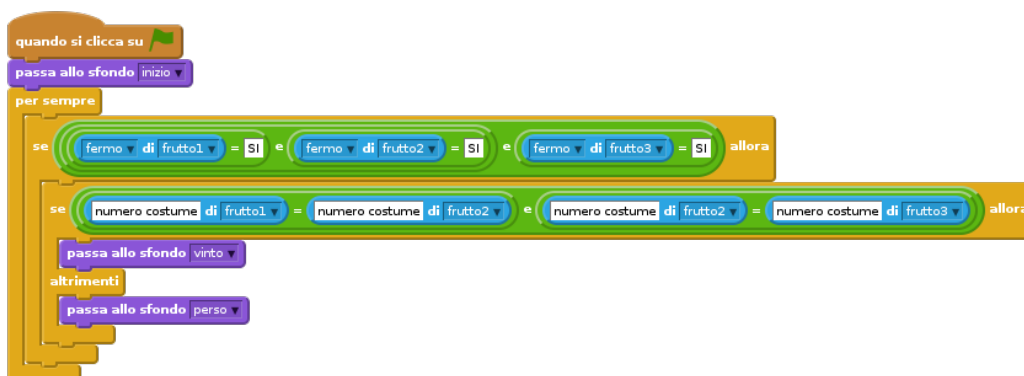 quando si clicca su
passa allo sfondo inizio
per sempre
se fermo di frutto1 = SI e fermo di frutto2 = SI e fermo di frutto3 = SI allora
se numero costume di frutto1 = numero costume di frutto2 e numero costume di frutto2 = numero costume di frutto3 allora
passa allo sfondo vinto
altrimenti
passa allo sfondo perso